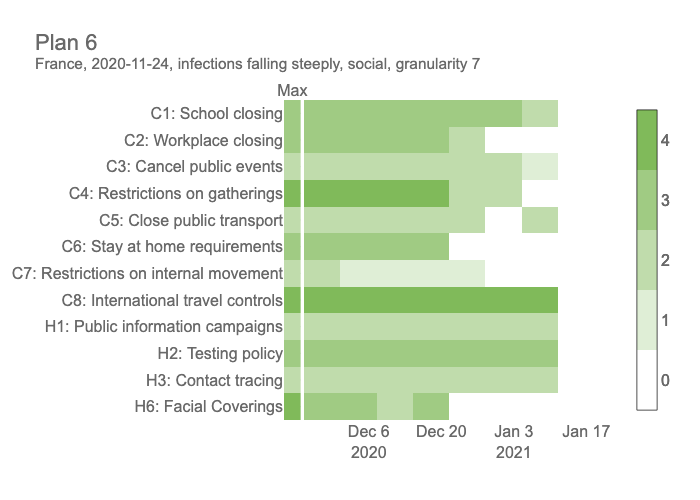 Plan 6
France, 2020-11-24, infections falling steeply, social, granularity 7
Max
C1: School closing
C2: Workplace closing
C3: Cancel public events
C4: Restrictions on gatherings
C5: Close public transport
C6: Stay at home requirements
C7: Restrictions on internal movement
C8: International travel controls
H1: Public information campaigns
H2: Testing policy
H3: Contact tracing
H6: Facial Coverings
Dec 6 Dec 20 Jan 3 Jan 17
2020 2021
4
3
2
1
0